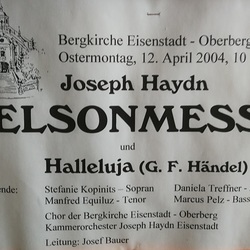 Bergkirche Eisenstadt - Oberberg
Ostermontag, 12. April 2004, 10
Joseph Haydn
ELSONMESS
und
Halleluja (G. F. Händel)
ende:
Stefanie Kopinits – Sopran
Daniela Treffner -
Manfred Equiluz - Tenor
Marcus Pelz - Bass
Chor der Bergkirche Eisenstadt - Oberberg
Kammerorchester Joseph Haydn Eisenstadt
Leitung: Josef Bauer